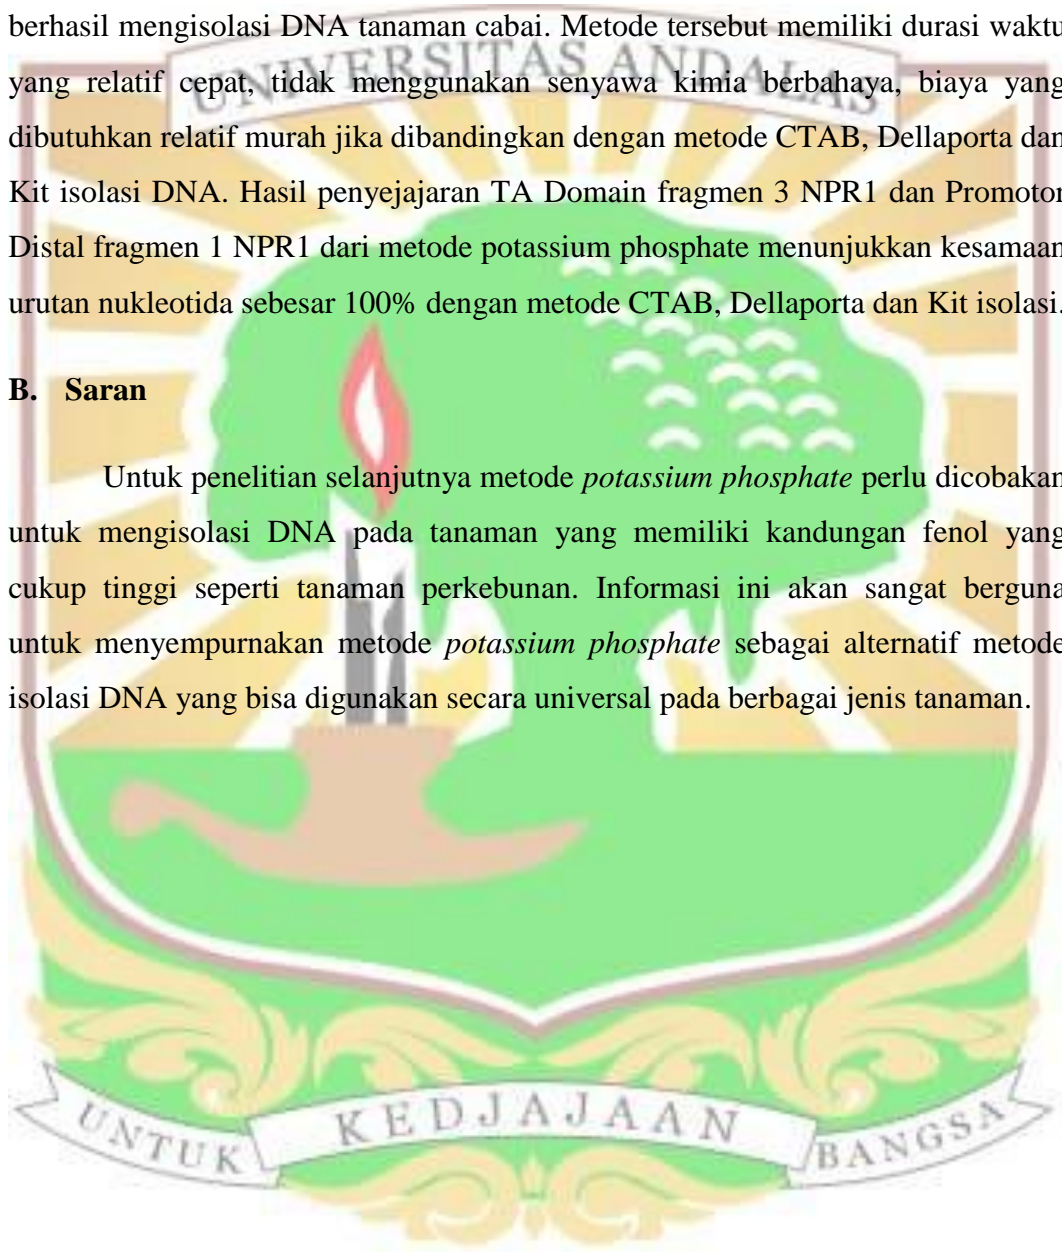 berhasil mengisolasi DNA tanaman cabai. Metode tersebut memiliki durasi waktu
UNIVERSITAS ANDALAS
yang relatif cepat, tidak menggunakan senyawa kimia berbahaya, biaya yang
dibutuhkan relatif murah jika dibandingkan dengan metode CTAB, Dellaporta dan
Kit isolasi DNA. Hasil penyejajaran TA Domain fragmen 3 NPR1 dan Promotor
Distal fragmen 1 NPR1 dari metode potassium phosphate menunjukkan kesamaan
urutan nukleotida sebesar 100% dengan metode CTAB, Dellaporta dan Kit isolasi.
B. Saran
Untuk penelitian selanjutnya metode potassium phosphate perlu dicobakan
untuk mengisolasi DNA pada tanaman yang memiliki kandungan fenol yang
cukup tinggi seperti tanaman perkebunan. Informasi ini akan sangat berguna
untuk menyempurnakan metode potassium phosphate sebagai alternatif metode
isolasi DNA yang bisa digunakan secara universal pada berbagai jenis tanaman.
UNTUK KEDJAJAAN BANGSA